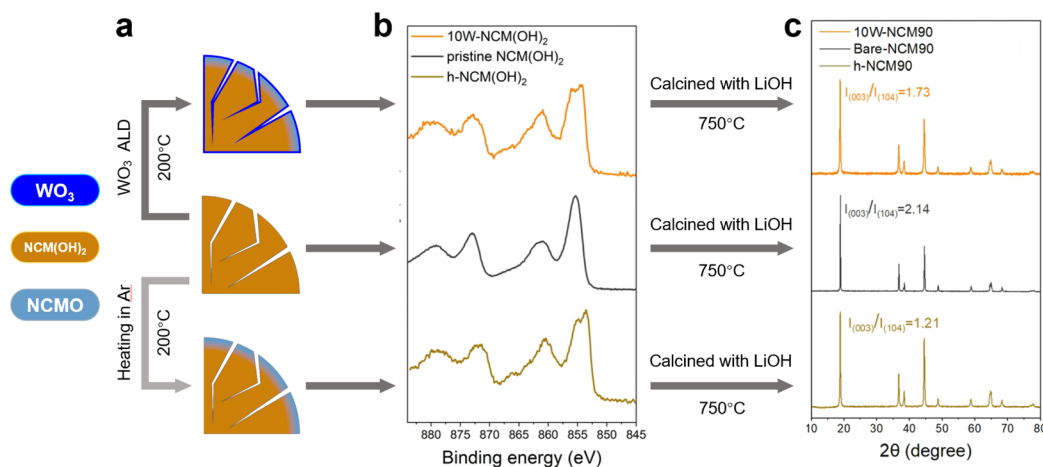 a
WO₃
NCM(OH)₂
NCMO
WO₃ ALD
200°C
Heating in Ar
200°C
b
10W-NCM(OH)₂
pristine NCM(OH)₂
h-NCM(OH)₂
880 875 870 865 860 855 850 845
Binding energy (eV)
Calcined with LiOH
750°C
Calcined with LiOH
750°C
Calcined with LiOH
750°C
c
10W-NCM90
Bare-NCM90
h-NCM90
I(003)/I(104)=1.73
I(003)/I(104)=2.14
I(003)/I(104)=1.21
10 20 30 40 50 60 70 80
2θ (degree)